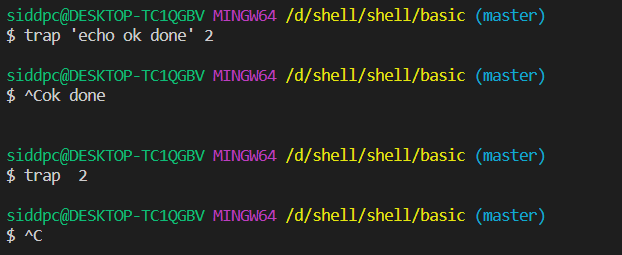 siddpc@DESKTOP-TC1QGBV MINGW64 /d/shell/shell/basic (master)
$ trap 'echo ok done' 2
siddpc@DESKTOP-TC1QGBV MINGW64 /d/shell/shell/basic (master)
$ ^Cok done
siddpc@DESKTOP-TC1QGBV MINGW64 /d/shell/shell/basic (master)
$ trap  2
siddpc@DESKTOP-TC1QGBV MINGW64 /d/shell/shell/basic (master)
$ ^C